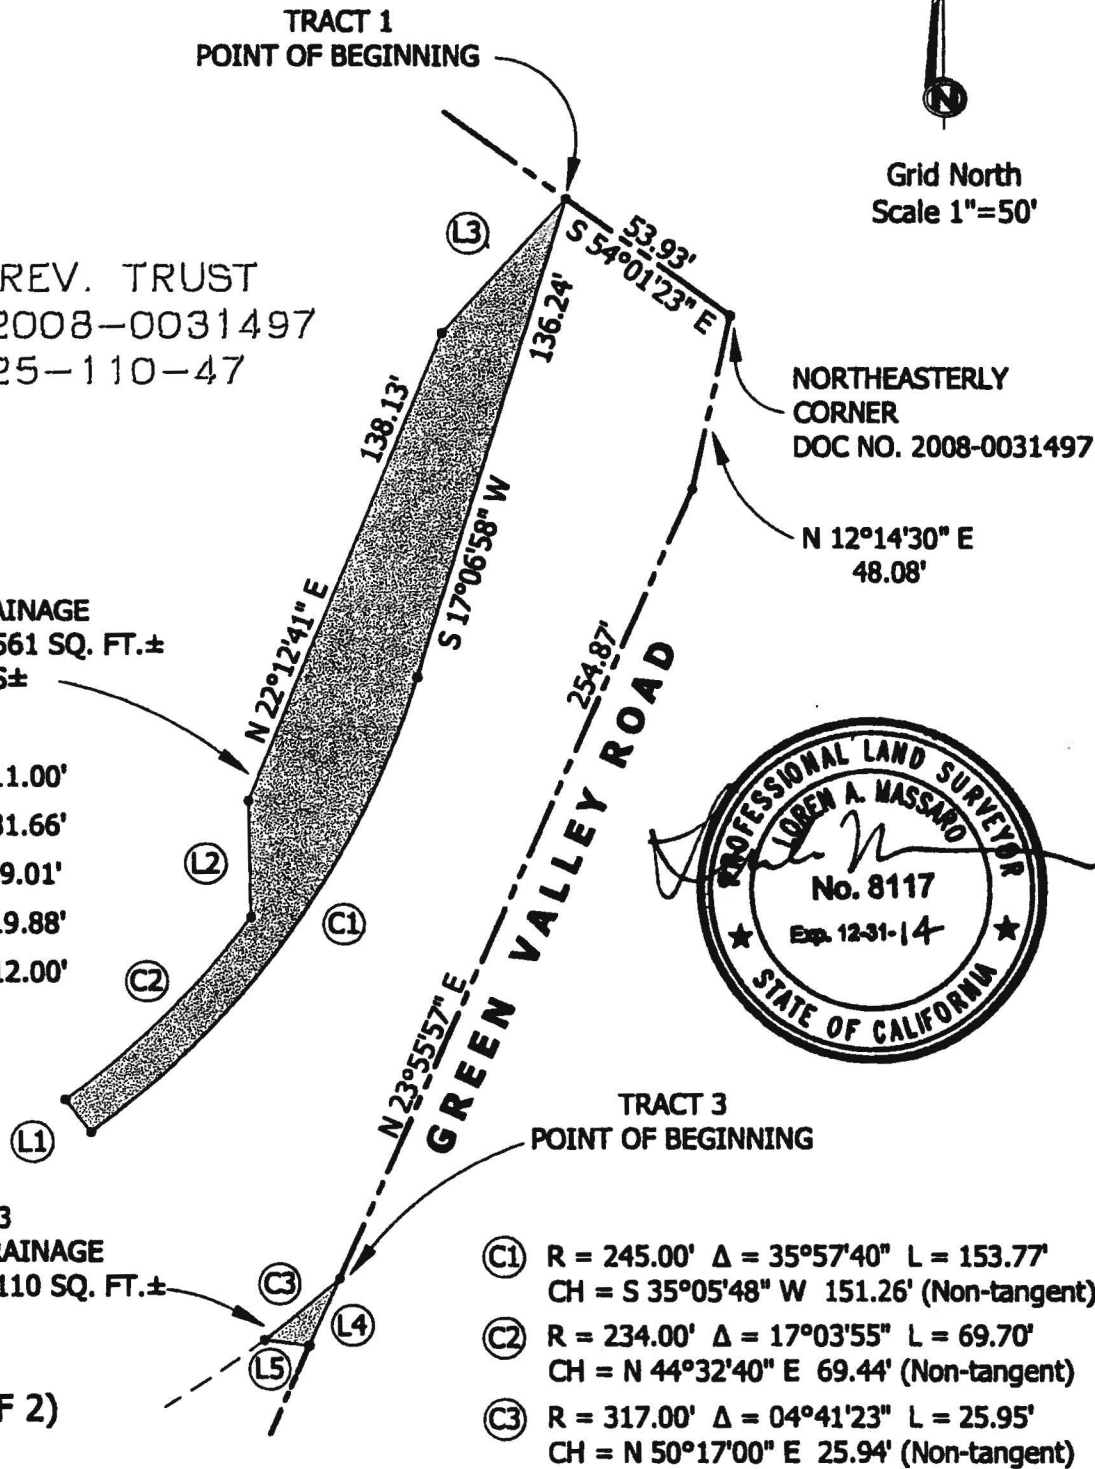 TRACT 1
POINT OF BEGINNING
N
Grid North
Scale 1"=50'
L3
53.93'
S 54°01'23" E
REV. TRUST
2008-0031497
25-110-47
136.24'
138.13'
NORTHEASTERLY
CORNER
DOC NO. 2008-0031497
S 17°06'58" W
N 12°14'30" E
48.08'
AINAGE
561 SQ. FT.±
S±
N 22°12'41" E
254.87'
GREEN VALLEY ROAD
11.00'
31.66'
9.01'
19.88'
12.00'
L2
C1
C2
L1
PROFESSIONAL LAND SURVEYOR
LOREN A. MASSARO
No. 8117
Exp. 12-31-14
STATE OF CALIFORNIA
N 23°55'57" E
TRACT 3
POINT OF BEGINNING
3
RAINAGE
110 SQ. FT.±
C3
L4
L5
F 2)
C1 R = 245.00' Δ = 35°57'40" L = 153.77'
CH = S 35°05'48" W 151.26' (Non-tangent)
C2 R = 234.00' Δ = 17°03'55" L = 69.70'
CH = N 44°32'40" E 69.44' (Non-tangent)
C3 R = 317.00' Δ = 04°41'23" L = 25.95'
CH = N 50°17'00" E 25.94' (Non-tangent)